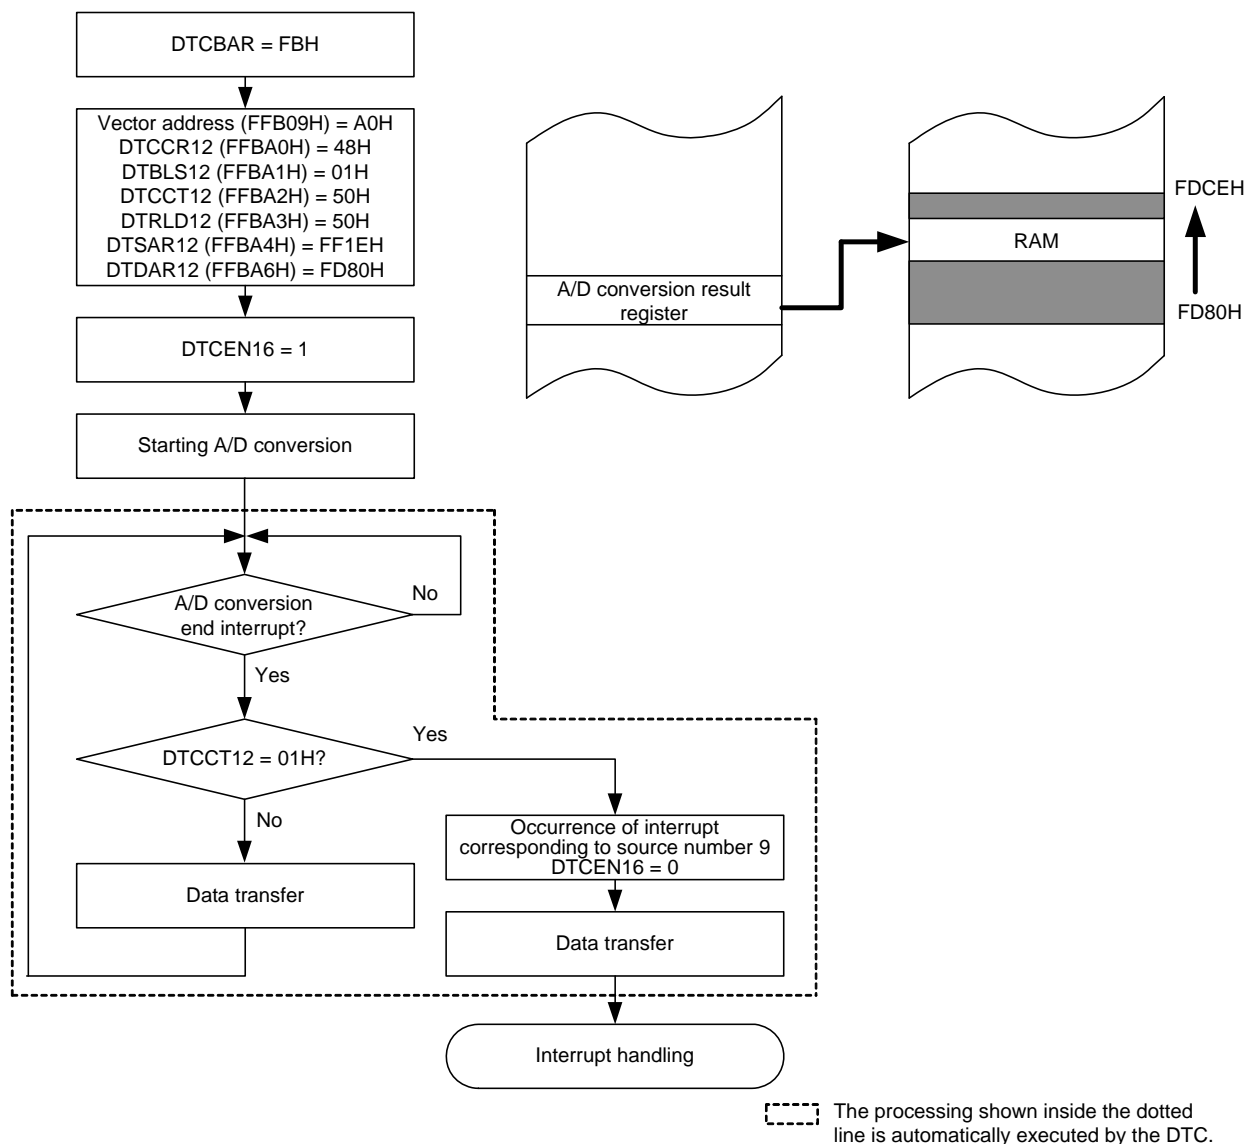 DTCBAR = FBH
Vector address (FFB09H) = A0H
DTCCR12 (FFBA0H) = 48H
DTBLS12 (FFBA1H) = 01H
DTCCT12 (FFBA2H) = 50H
DTRLD12 (FFBA3H) = 50H
DTSAR12 (FFBA4H) = FF1EH
DTDAR12 (FFBA6H) = FD80H
DTCEN16 = 1
Starting A/D conversion
A/D conversion
end interrupt?
No
Yes
DTCCT12 = 01H?
Yes
No
Data transfer
Occurrence of interrupt
corresponding to source number 9
DTCEN16 = 0
Data transfer
Interrupt handling
A/D conversion result
register
RAM
FDCEH
FD80H
The processing shown inside the dotted
line is automatically executed by the DTC.